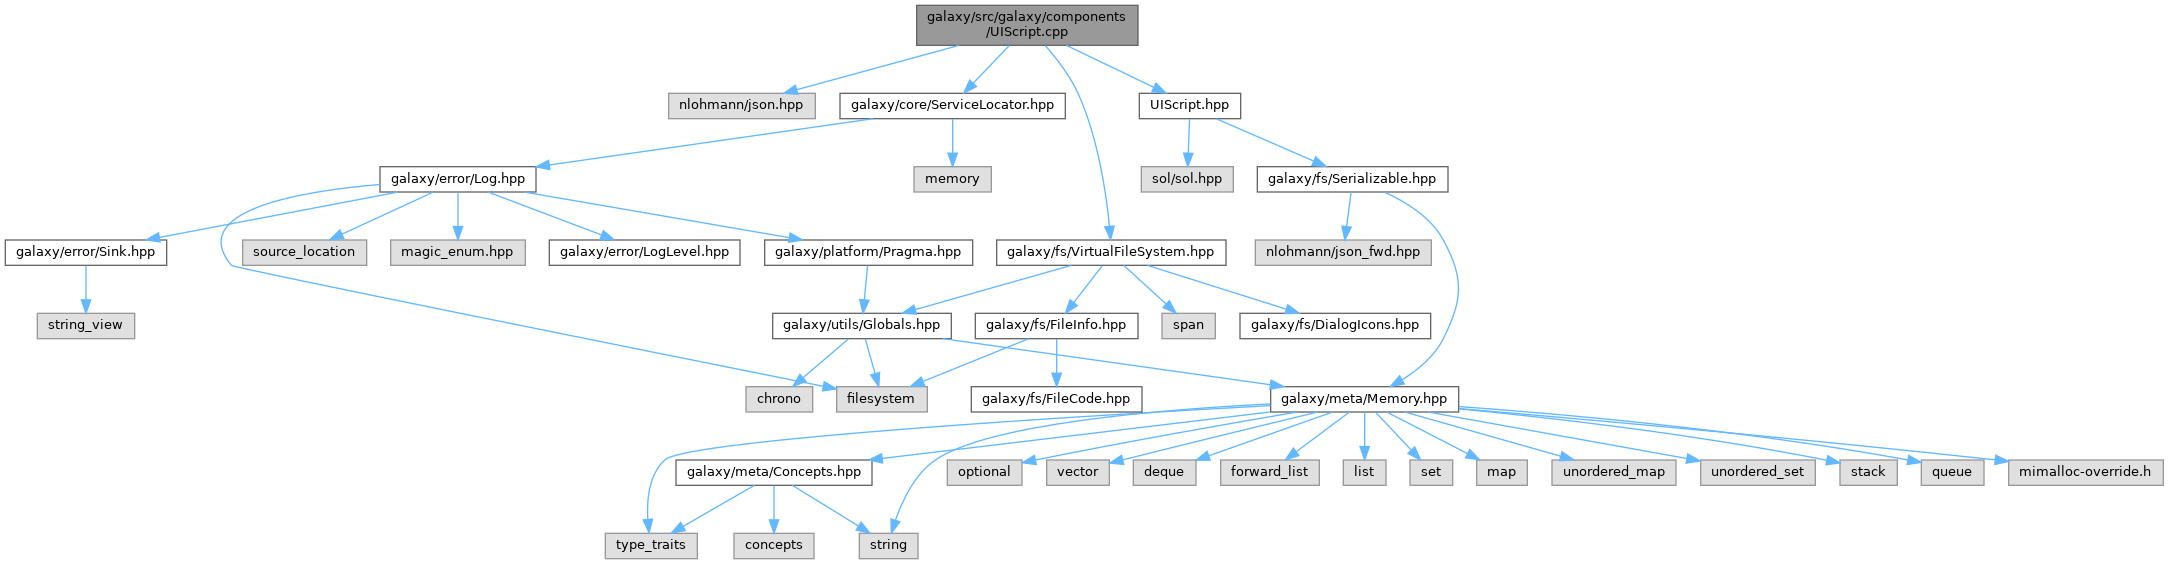 galaxy/src/galaxy/components
/UIScript.cpp
nlohmann/json.hpp
galaxy/core/ServiceLocator.hpp
UIScript.hpp
galaxy/error/Log.hpp
memory
sol/sol.hpp
galaxy/fs/Serializable.hpp
galaxy/error/Sink.hpp
source_location
magic_enum.hpp
galaxy/error/LogLevel.hpp
galaxy/platform/Pragma.hpp
galaxy/fs/VirtualFileSystem.hpp
nlohmann/json_fwd.hpp
string_view
galaxy/utils/Globals.hpp
galaxy/fs/FileInfo.hpp
span
galaxy/fs/DialogIcons.hpp
chrono
filesystem
galaxy/fs/FileCode.hpp
galaxy/meta/Memory.hpp
galaxy/meta/Concepts.hpp
optional
vector
deque
forward_list
list
set
map
unordered_map
unordered_set
stack
queue
mimalloc-override.h
type_traits
concepts
string